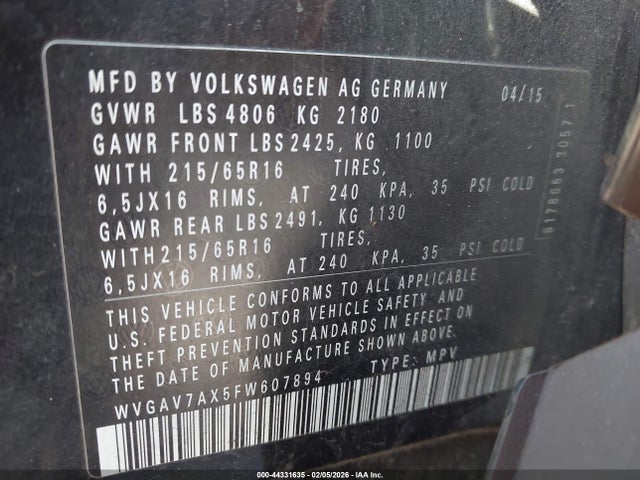 MFD BY VOLKSWAGEN AG GERMANY 04/15
GVWR LBS 4806 KG 2180
GAWR FRONT LBS 2425, KG 1100
WITH 215/65R16 TIRES,
6,5JX16 RIMS, AT 240 KPA, 35 PSI COLD
GAWR REAR LBS 2491, KG 1130
WITH 215/65R16 TIRES,
6,5JX16 RIMS, AT 240 KPA, 35 PSI COLD
THIS VEHICLE CONFORMS TO ALL APPLICABLE
U.S. FEDERAL MOTOR VEHICLE SAFETY AND
THEFT PREVENTION STANDARDS IN EFFECT ON
THE DATE OF MANUFACTURE SHOWN ABOVE.
WVGAV7AX5FW607894 TYPE: MPV
6178663 3057 1
000-44331635 - 02/05/2026 - IAA Inc.